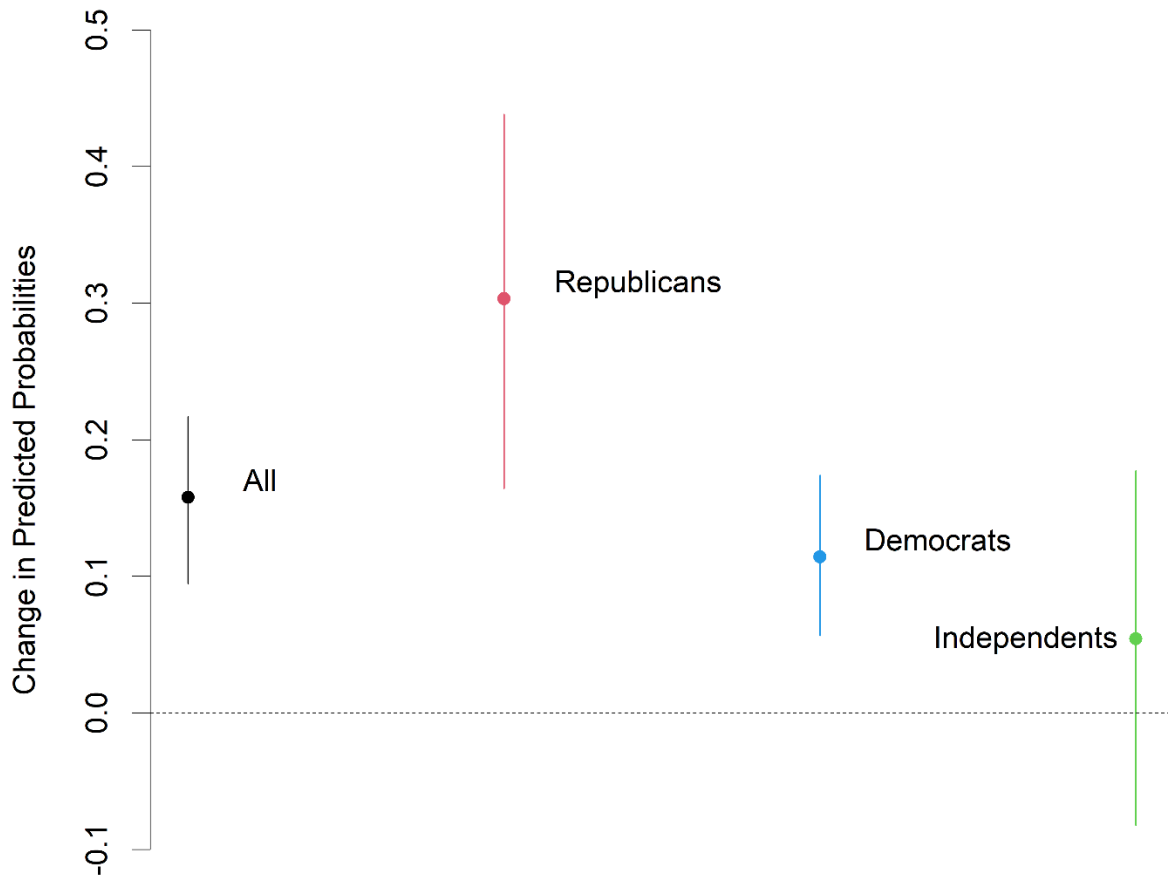 Change in Predicted Probabilities
0.5
0.4
0.3
0.2
0.1
0.0
-0.1
All
Republicans
Democrats
Independents